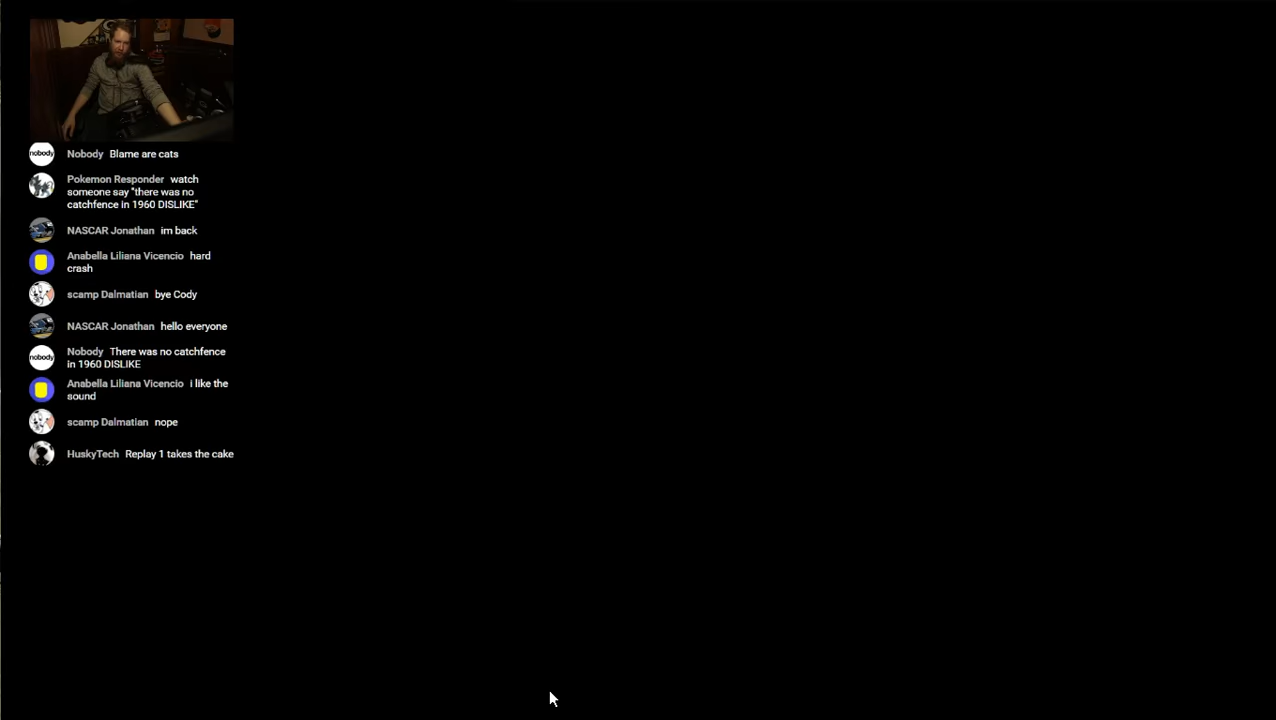 nobody Nobody Blame are cats
Pokemon Responder watch
someone say "there was no
catchfence in 1960 DISLIKE"
NASCAR Jonathan im back
Anabella Liliana Vicencio hard
crash
scamp Dalmatian bye Cody
NASCAR Jonathan hello everyone
nobody Nobody There was no catchfence
in 1960 DISLIKE
Anabella Liliana Vicencio i like the
sound
scamp Dalmatian nope
HuskyTech Replay 1 takes the cake